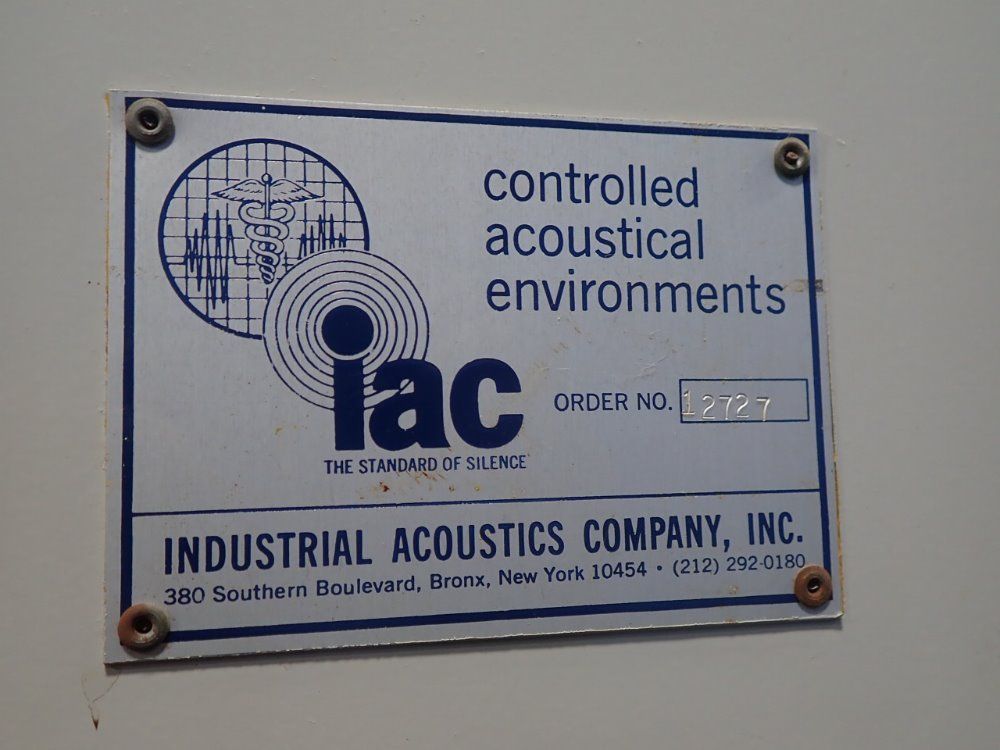 controlled
acoustical
environments
iac
THE STANDARD OF SILENCE
ORDER NO. 12727
INDUSTRIAL ACOUSTICS COMPANY, INC.
380 Southern Boulevard, Bronx, New York 10454 • (212) 292-0180